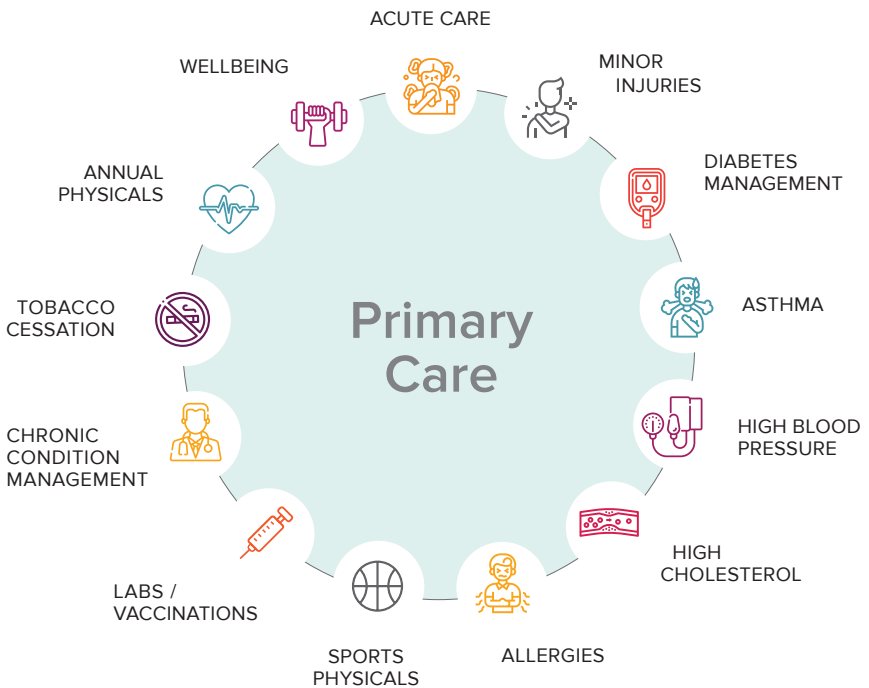 ACUTE CARE
MINOR
INJURIES
DIABETES
MANAGEMENT
ASTHMA
HIGH BLOOD
PRESSURE
HIGH
CHOLESTEROL
ALLERGIES
SPORTS
PHYSICALS
LABS /
VACCINATIONS
CHRONIC
CONDITION
MANAGEMENT
TOBACCO
CESSATION
ANNUAL
PHYSICALS
WELLBEING
Primary
Care